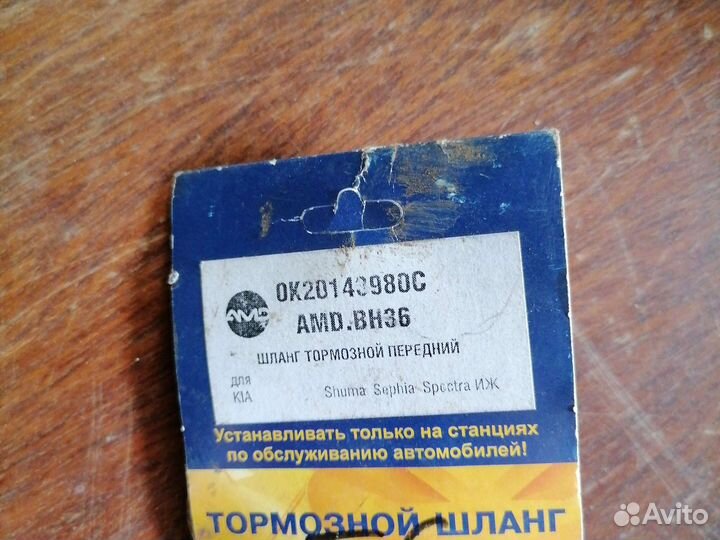 0K20143980C
AMD
AMD.BH36
ШЛАНГ ТОРМОЗНОЙ ПЕРЕДНИЙ
для KIA Shuma Sephia Spectra ИЖ
Устанавливать только на станциях
по обслуживанию автомобилей!
ТОРМОЗНОЙ ШЛАНГ
Avito